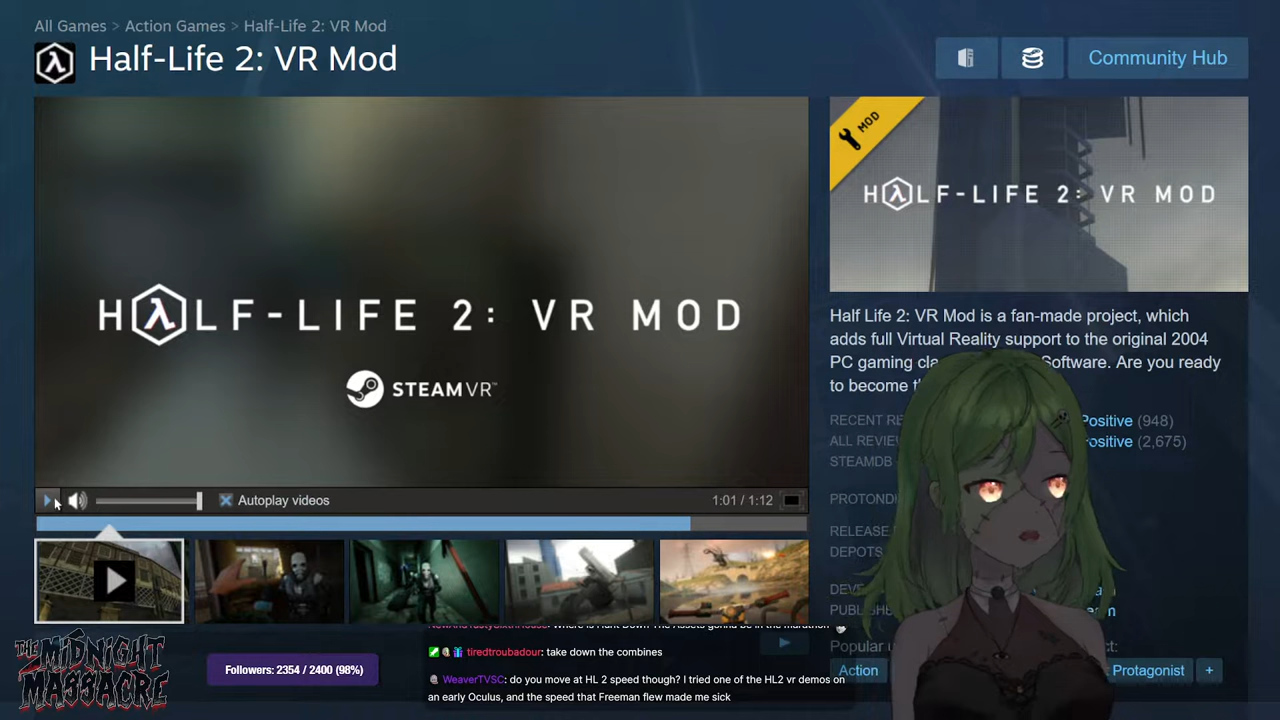 All Games > Action Games > Half-Life 2: VR Mod
Half-Life 2: VR Mod
Community Hub
HλLF-LIFE 2: VR MOD
STEAMVR™
Autoplay videos
1:01 / 1:12
MOD
HλLF-LIFE 2: VR MOD
Half Life 2: VR Mod is a fan-made project, which
adds full Virtual Reality support to the original 2004
PC gaming cla Software. Are you ready
to become t
RECENT RE Positive (948)
ALL REVIE ositive (2,675)
STEAMDB
PROTOND
RELEASE
DEPOTS
DEVE
PUBLISH
Popular u
Action
Protagonist
+
THE MIDNIGHT MASSACRE
Followers: 2354 / 2400 (98%)
tiredtroubadour: take down the combines
WeaverTVSC: do you move at HL 2 speed though? I tried one of the HL2 vr demos on
an early Oculus, and the speed that Freeman flew made me sick